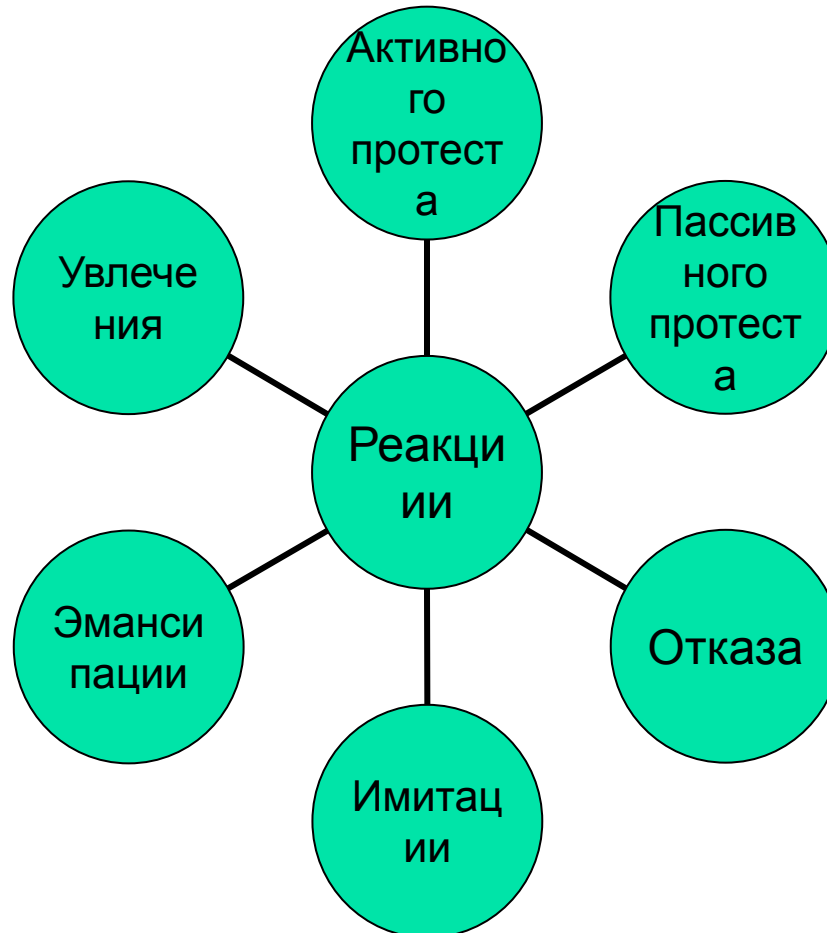 Активно
го
протест
а
Пассив
ного
протест
а
Увлече
ния
Реакци
ии
Отказа
Эманси
пации
Имитац
ии